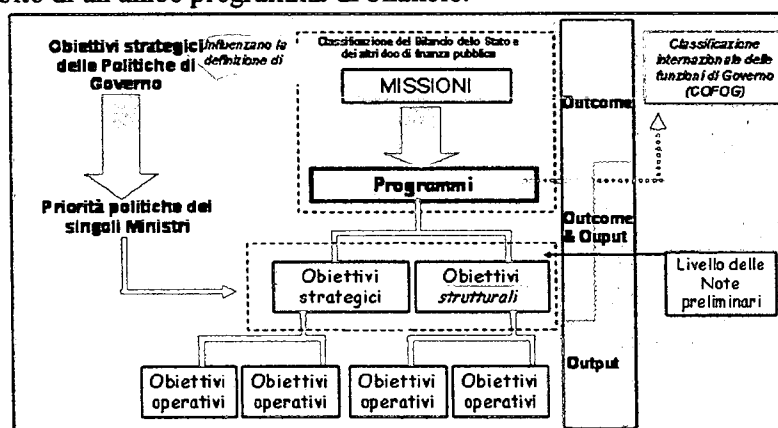 bito di un unico programma di bilancio.
Obiettivi strategici
delle Politiche di
Governo
Influenzano la
definizione di
Classificazione del Bilancio dello Stato e
dei altri doc di finanza pubblica
MISSIONI
Programmi
Priorità politiche dei
singoli Ministri
Obiettivi
strategici
Obiettivi
strutturali
Obiettivi
operativi
Obiettivi
operativi
Obiettivi
operativi
Obiettivi
operativi
Outcome
Outcome
& Ouput
Output
Classificazione
internazionale delle
funzioni di Governo
(COFOG)
Livello delle
Note
preliminari